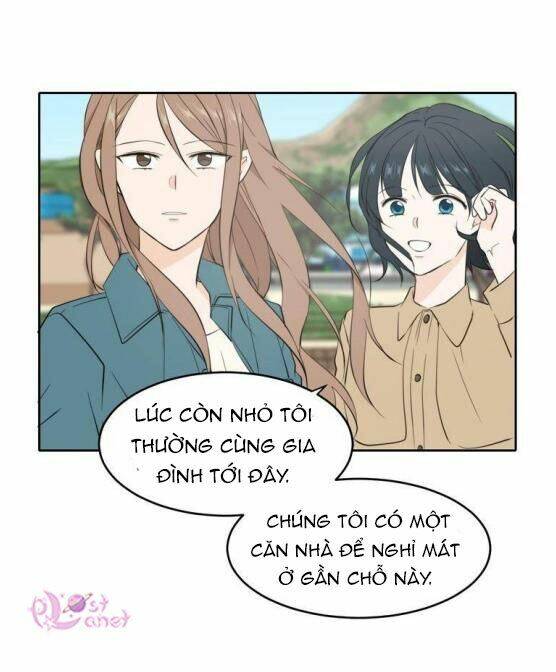 LÚC CÒN NHỎ TÔI
THƯỜNG CÙNG GIA
ĐÌNH TỚI ĐÂY.
CHÚNG TÔI CÓ MỘT
CĂN NHÀ ĐỂ NGHỈ MÁT
Ở GẦN CHỖ NÀY.
Lost
Planet